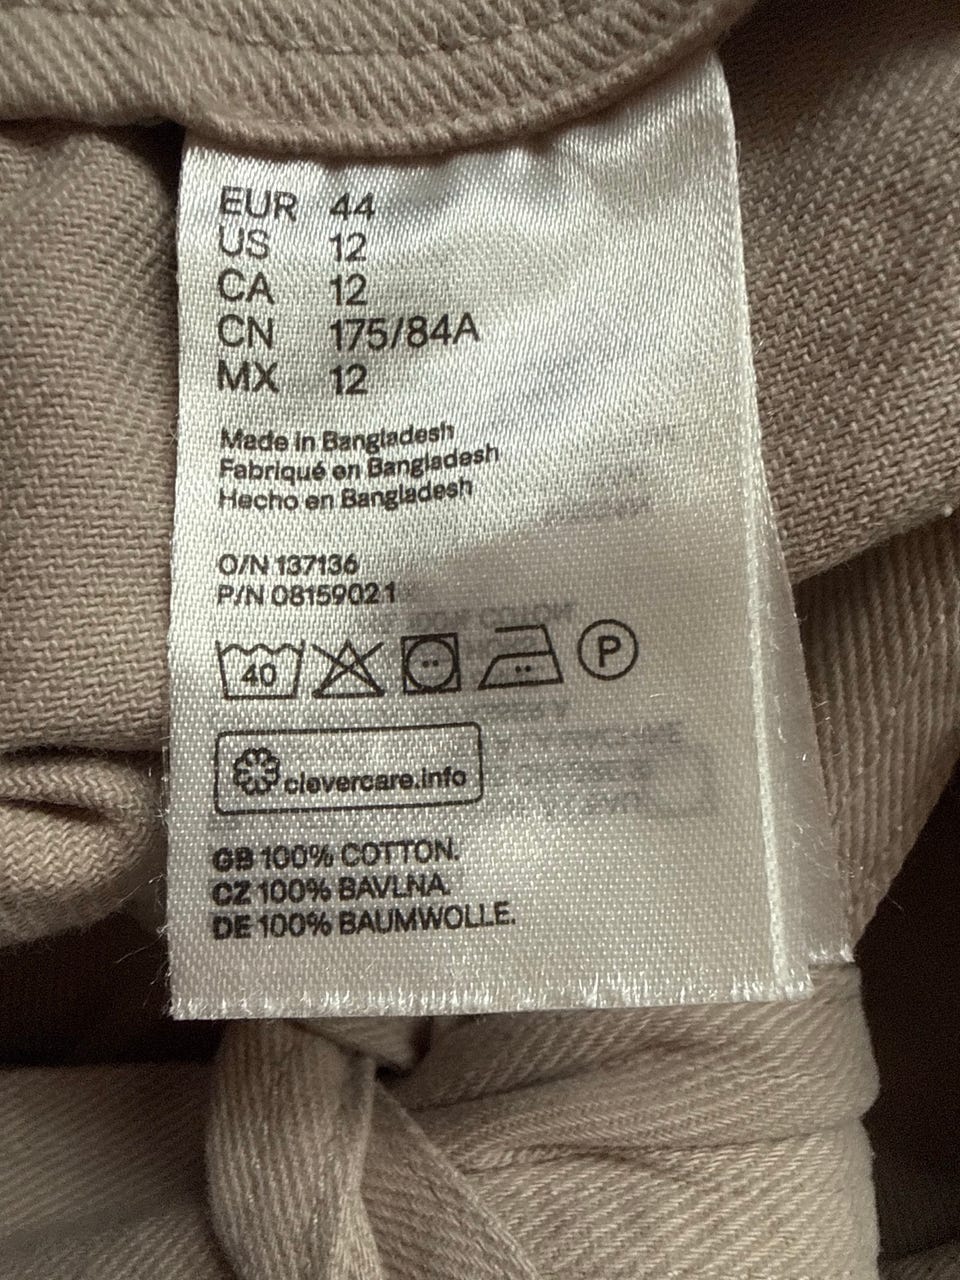 EUR 44
US 12
CA 12
CN 175/84A
MX 12
Made in Bangladesh
Fabriqué en Bangladesh
Hecho en Bangladesh
O/N 137136
P/N 08159021
40 P
clevercare.info
GB 100% COTTON.
CZ 100% BAVLNA.
DE 100% BAUMWOLLE.